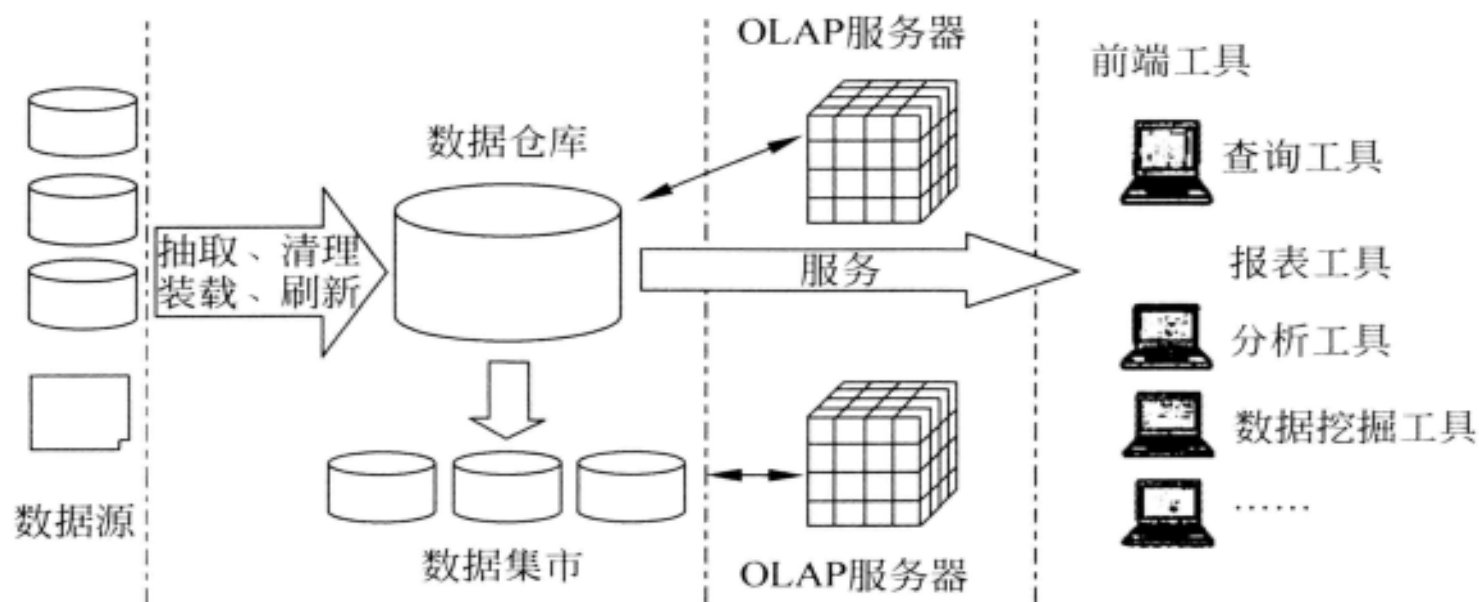 数据源
抽取、清理
装载、刷新
数据仓库
数据集市
OLAP服务器
服务
OLAP服务器
前端工具
查询工具
报表工具
分析工具
数据挖掘工具
……